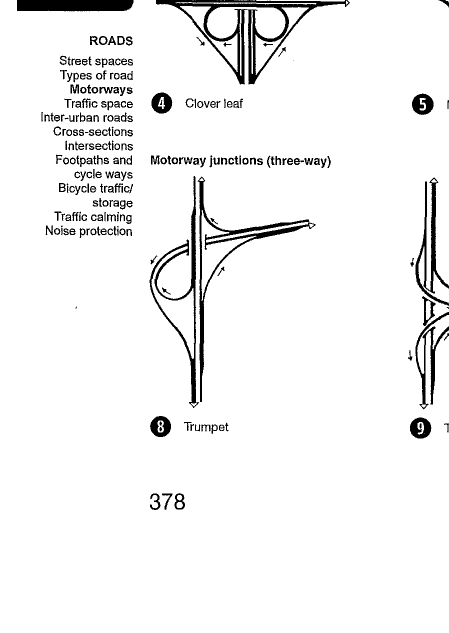 ROADS
Street spaces
Types of road
Motorways
Traffic space
Inter-urban roads
Cross-sections
Intersections
Footpaths and
cycle ways
Bicycle traffic/
storage
Traffic calming
Noise protection
4 Clover leaf
5
Motorway junctions (three-way)
8 Trumpet
9 T
378